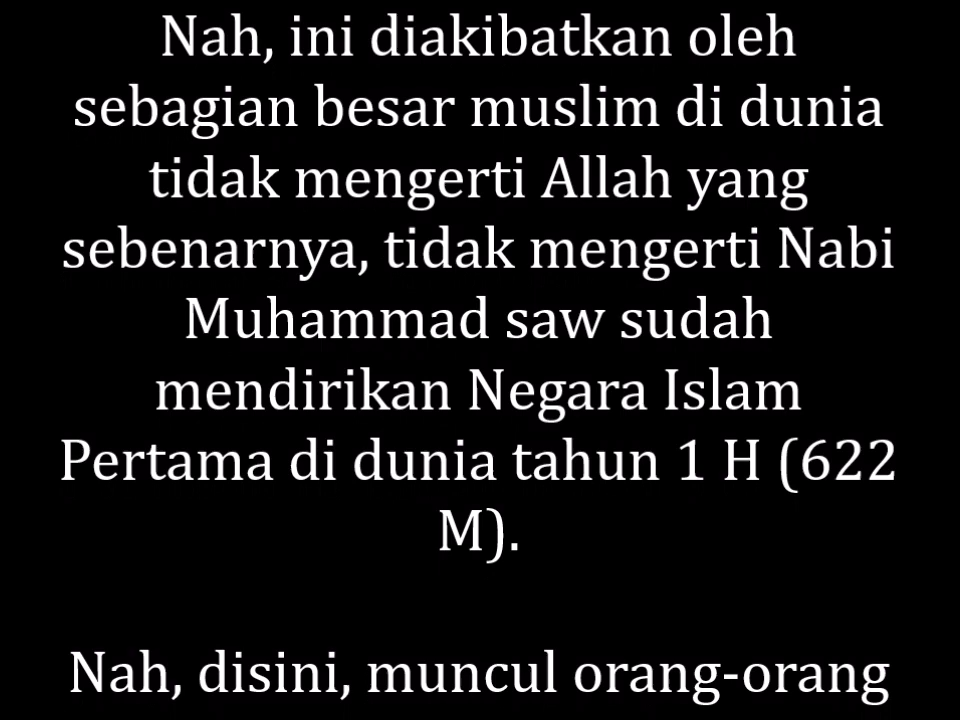 Nah, ini diakibatkan oleh
sebagian besar muslim di dunia
tidak mengerti Allah yang
sebenarnya, tidak mengerti Nabi
Muhammad saw sudah
mendirikan Negara Islam
Pertama di dunia tahun 1 H (622
M).
Nah, disini, muncul orang-orang